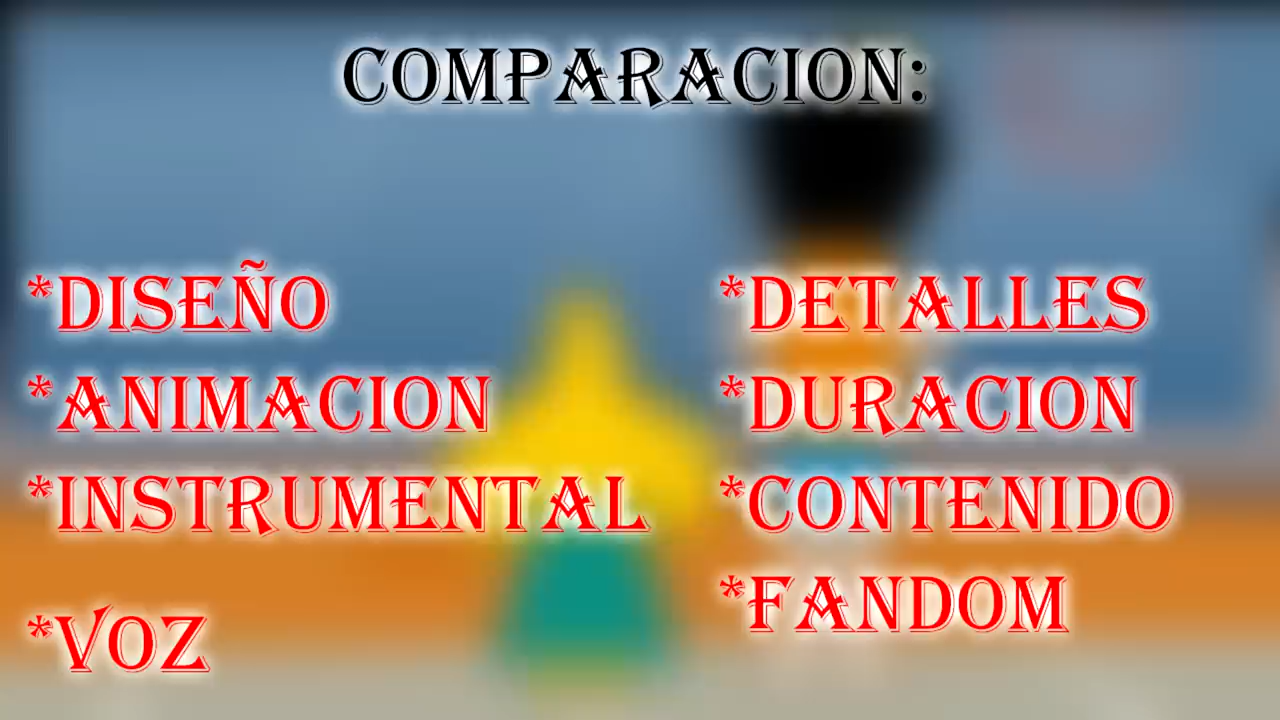 COMPARACION:
*DISEÑO
*ANIMACION
*INSTRUMENTAL
*VOZ
*DETALLES
*DURACION
*CONTENIDO
*FANDOM